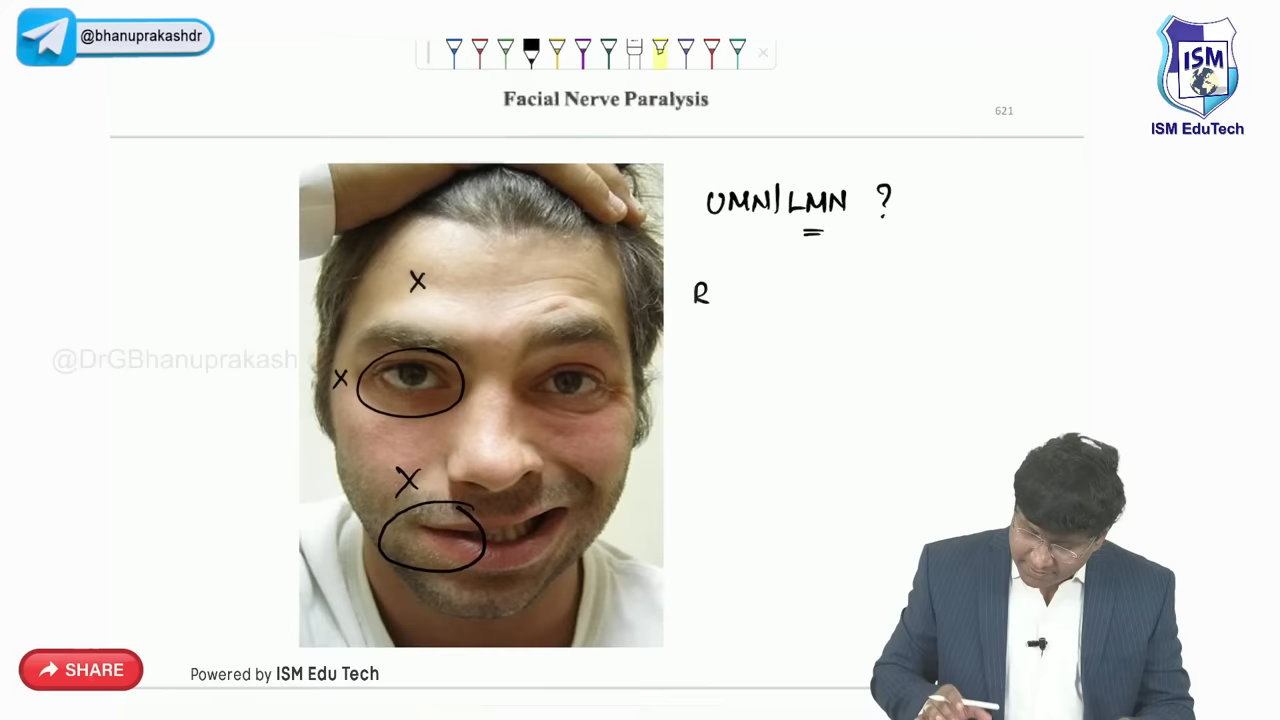 @bhanuprakashdr
ISM
ISM EduTech
Facial Nerve Paralysis
621
UMN/LMN ?
X
R
@DrGBhanuprakash
X
X
SHARE
Powered by ISM Edu Tech